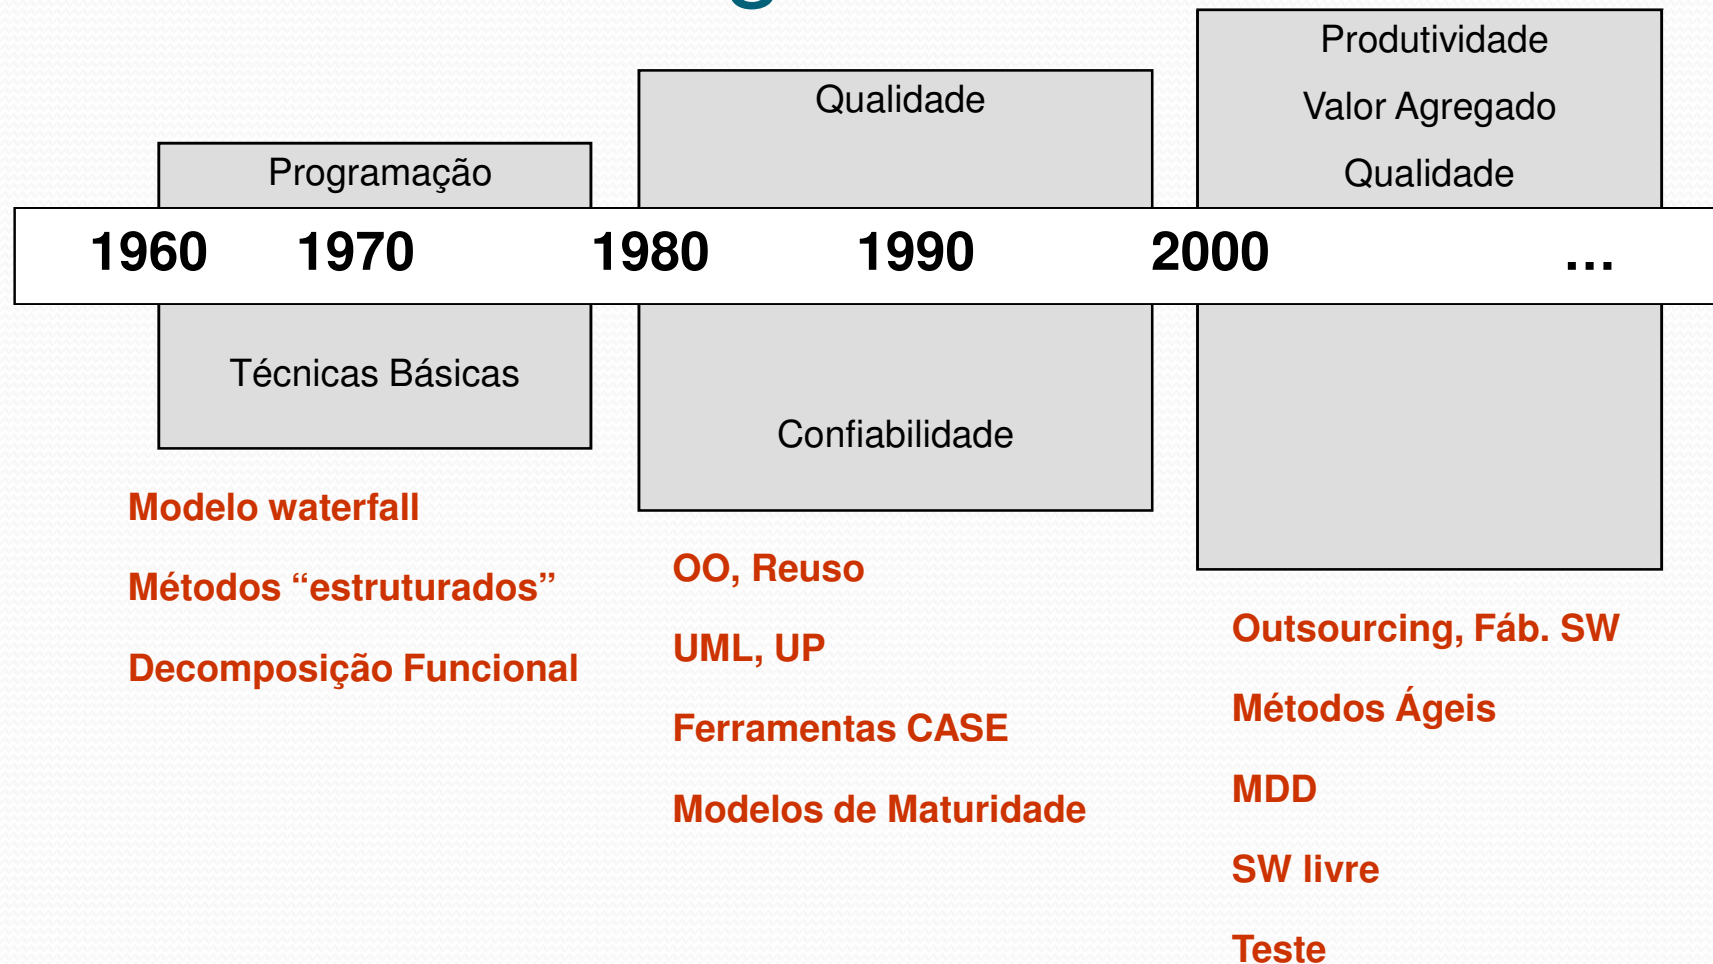 Programação
Qualidade
Produtividade
Valor Agregado
Qualidade
1960 1970 1980 1990 2000 ...
Técnicas Básicas
Confiabilidade
Modelo waterfall
Métodos “estruturados”
Decomposição Funcional
OO, Reuso
UML, UP
Ferramentas CASE
Modelos de Maturidade
Outsourcing, Fáb. SW
Métodos Ágeis
MDD
SW livre
Teste